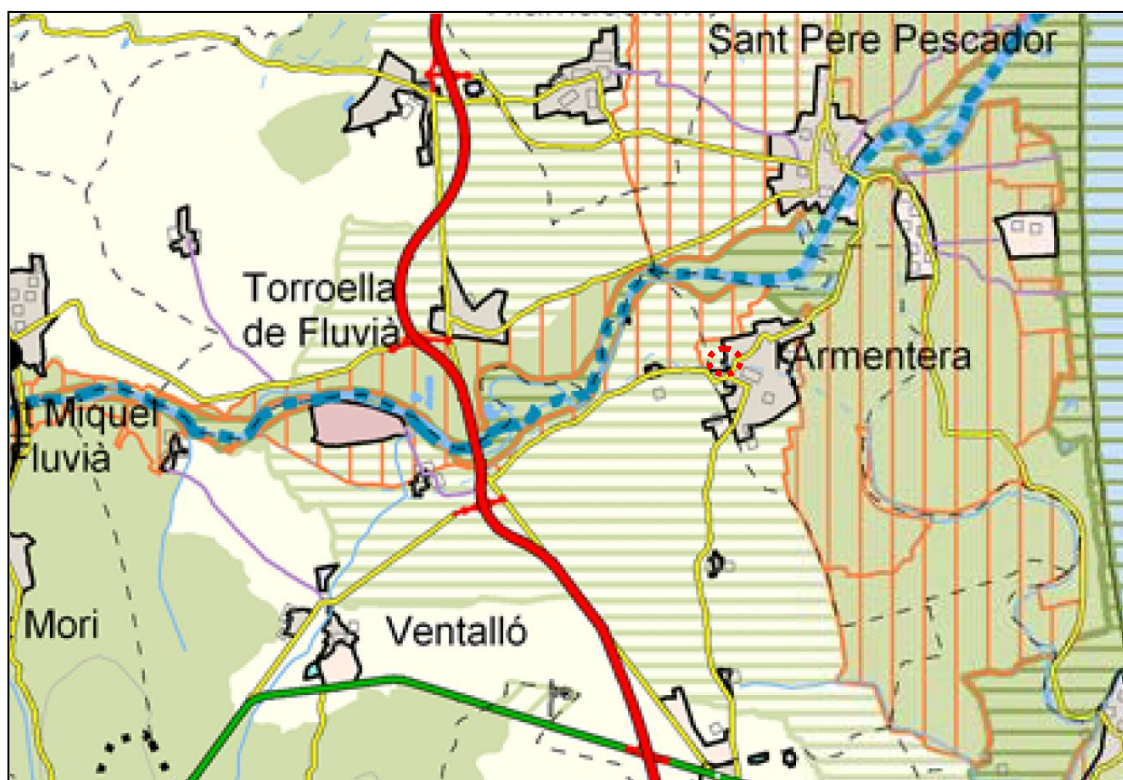 Sant Pere Pescador
Torroella
de Fluvià
l'Armentera
t Miquel
Fluvià
Mori
Ventalló